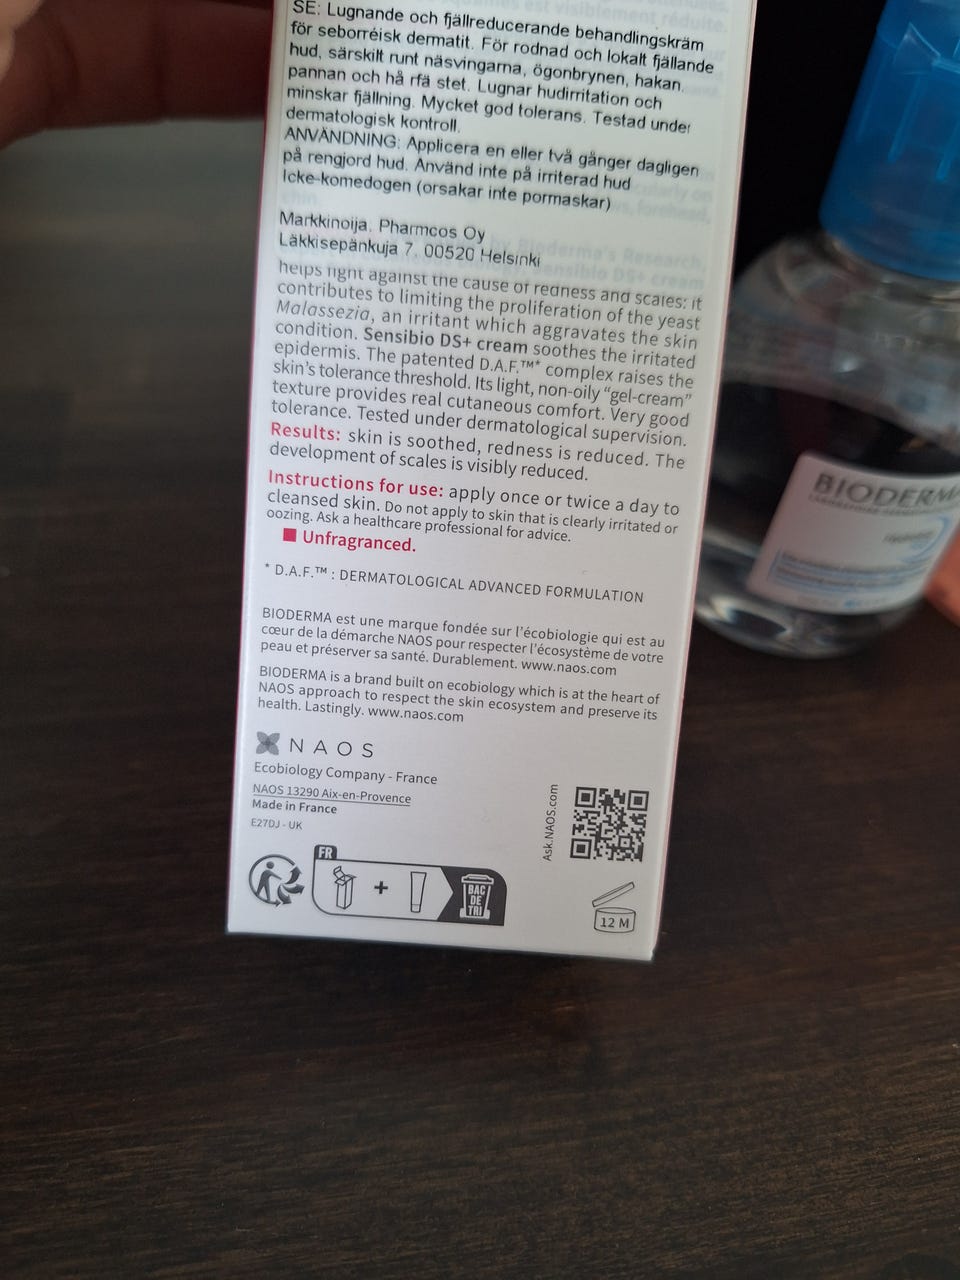 SE: Lugnande och fjällreducerande behandlingskräm
för seborréisk dermatit. För rodnad och lokalt fjällande
hud, särskilt runt näsvingarna, ögonbrynen, hakan,
pannan och hå rfä stet. Lugnar hudirritation och
minskar fjällning. Mycket god tolerans. Testad under
dermatologisk kontroll.
ANVÄNDNING: Applicera en eller två gånger dagligen
på rengjord hud. Använd inte på irriterad hud
Icke-komedogen (orsakar inte pormaskar)
Markkinoija: Pharmcos Oy
Läkkisepänkuja 7, 00520 Helsinki
helps fight against the cause of redness and scales: it
contributes to limiting the proliferation of the yeast
Malassezia, an irritant which aggravates the skin
condition. Sensibio DS+ cream soothes the irritated
epidermis. The patented D.A.F.™* complex raises the
skin's tolerance threshold. Its light, non-oily "gel-cream"
texture provides real cutaneous comfort. Very good
tolerance. Tested under dermatological supervision.
Results: skin is soothed, redness is reduced. The
development of scales is visibly reduced.
Instructions for use: apply once or twice a day to
cleansed skin. Do not apply to skin that is clearly irritated or
oozing. Ask a healthcare professional for advice.
Unfragranced.
* D.A.F.™ : DERMATOLOGICAL ADVANCED FORMULATION
BIODERMA est une marque fondée sur l'écobiologie qui est au
cœur de la démarche NAOS pour respecter l'écosystème de votre
peau et préserver sa santé. Durablement. www.naos.com
BIODERMA is a brand built on ecobiology which is at the heart of
NAOS approach to respect the skin ecosystem and preserve its
health. Lastingly. www.naos.com
NAOS
Ecobiology Company - France
NAOS 13290 Aix-en-Provence
Made in France
E27DJ - UK
Ask.NAOS.com
FR
+
BAC
DE
TRI
12 M
BIODERMA